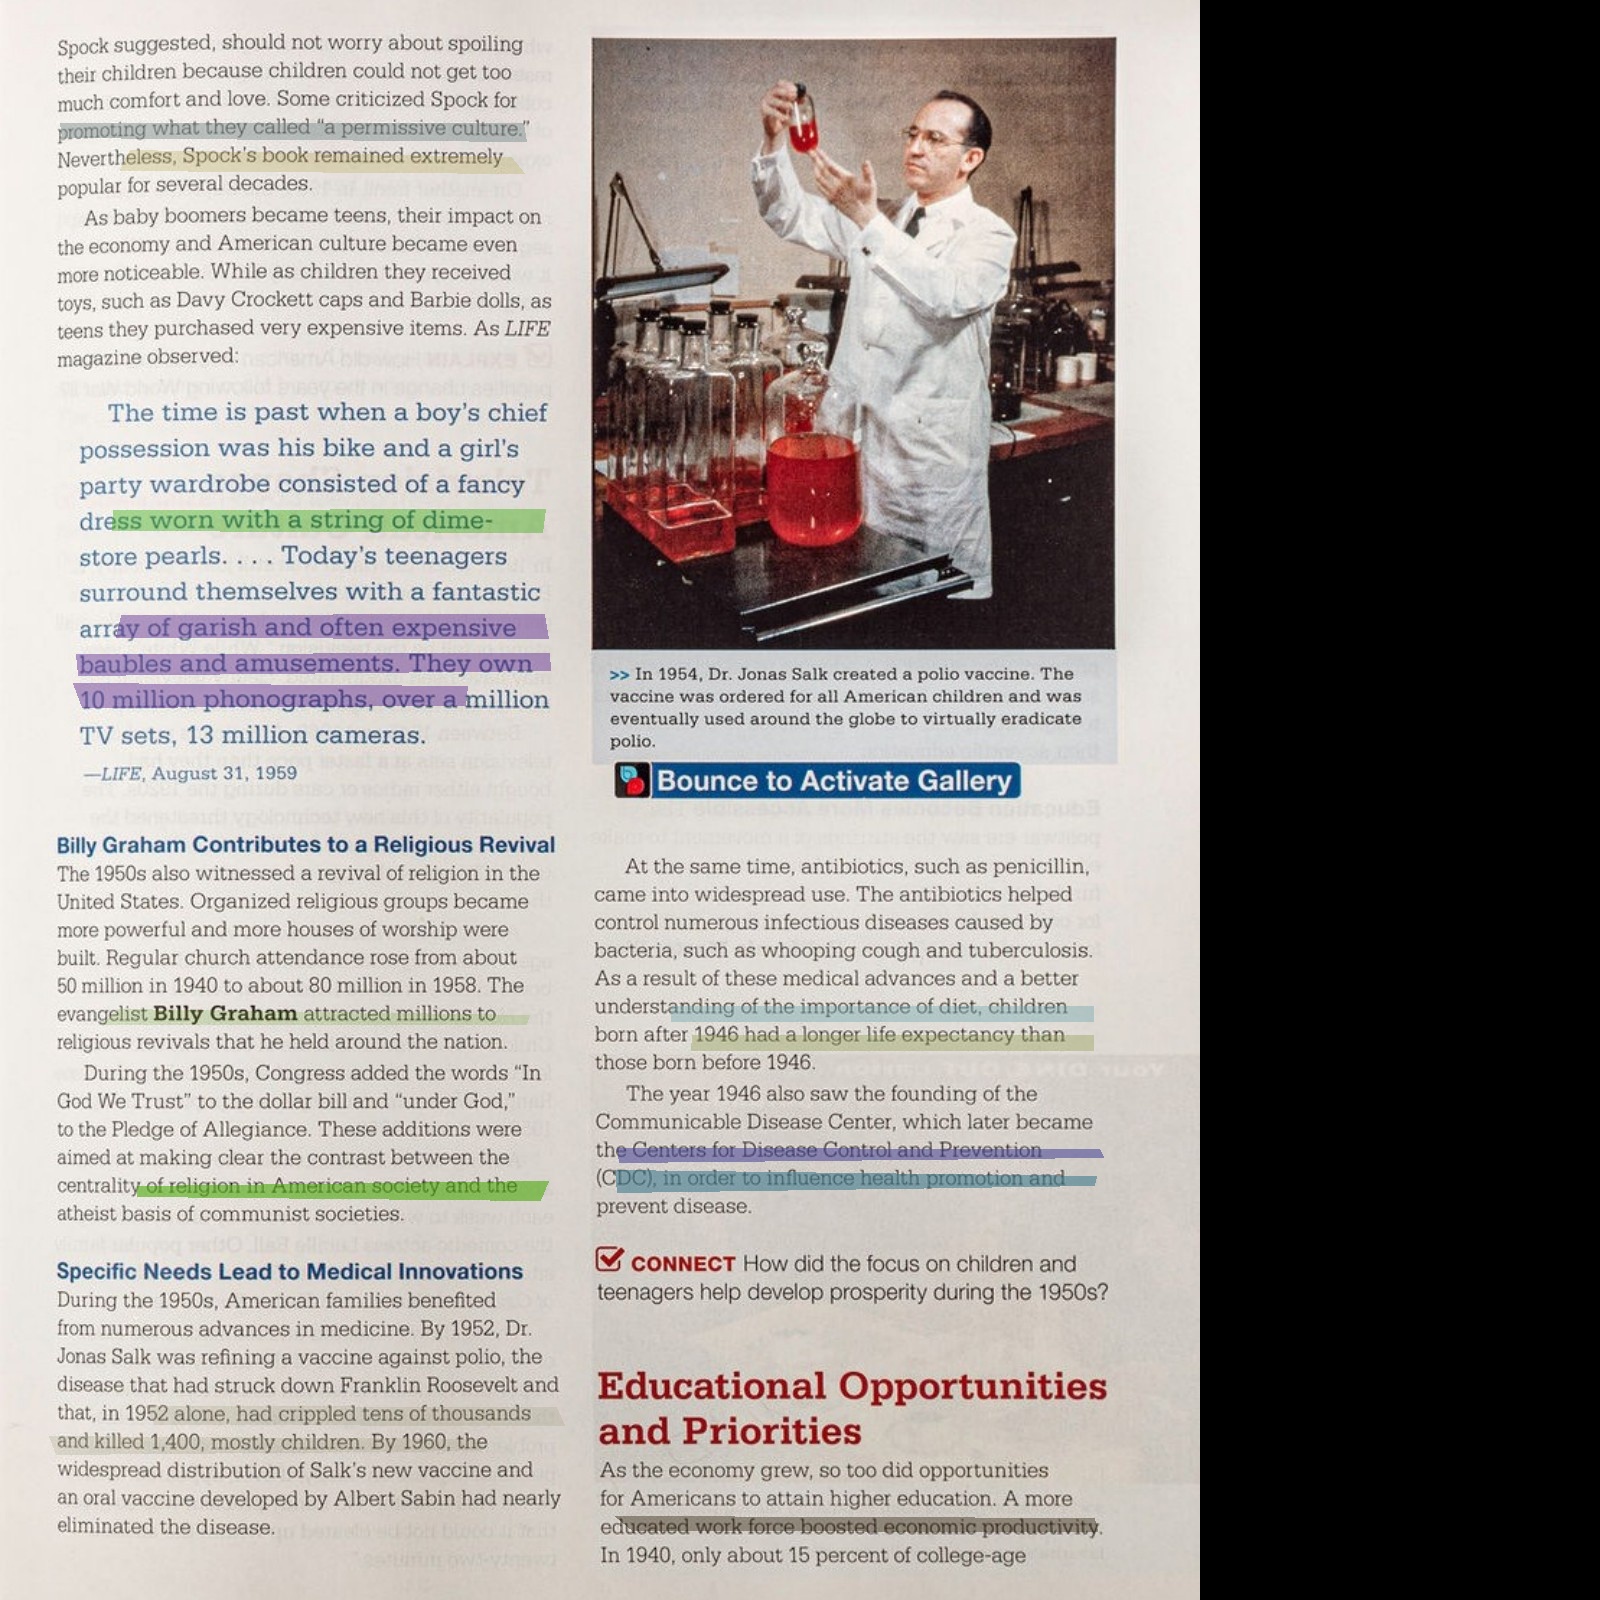 Spock suggested, should not worry about spoiling
their children because children could not get too
much comfort and love. Some criticized Spock for
promoting what they called “a permissive culture.”
Nevertheless, Spock’s book remained extremely
popular for several decades.
As baby boomers became teens, their impact on
the economy and American culture became even
more noticeable. While as children they received
toys, such as Davy Crockett caps and Barbie dolls, as
teens they purchased very expensive items. As LIFE
magazine observed:
The time is past when a boy’s chief
possession was his bike and a girl’s
party wardrobe consisted of a fancy
dress worn with a string of dime-
store pearls. . . . Today’s teenagers
surround themselves with a fantastic
array of garish and often expensive
baubles and amusements. They own
10 million phonographs, over a million
TV sets, 13 million cameras.
—LIFE, August 31, 1959
Billy Graham Contributes to a Religious Revival
The 1950s also witnessed a revival of religion in the
United States. Organized religious groups became
more powerful and more houses of worship were
built. Regular church attendance rose from about
50 million in 1940 to about 80 million in 1958. The
evangelist Billy Graham attracted millions to
religious revivals that he held around the nation.
During the 1950s, Congress added the words “In
God We Trust” to the dollar bill and “under God,”
to the Pledge of Allegiance. These additions were
aimed at making clear the contrast between the
centrality of religion in American society and the
atheist basis of communist societies.
Specific Needs Lead to Medical Innovations
During the 1950s, American families benefited
from numerous advances in medicine. By 1952, Dr.
Jonas Salk was refining a vaccine against polio, the
disease that had struck down Franklin Roosevelt and
that, in 1952 alone, had crippled tens of thousands
and killed 1,400, mostly children. By 1960, the
widespread distribution of Salk’s new vaccine and
an oral vaccine developed by Albert Sabin had nearly
eliminated the disease.
>> In 1954, Dr. Jonas Salk created a polio vaccine. The
vaccine was ordered for all American children and was
eventually used around the globe to virtually eradicate
polio.
Bounce to Activate Gallery
At the same time, antibiotics, such as penicillin,
came into widespread use. The antibiotics helped
control numerous infectious diseases caused by
bacteria, such as whooping cough and tuberculosis.
As a result of these medical advances and a better
understanding of the importance of diet, children
born after 1946 had a longer life expectancy than
those born before 1946.
The year 1946 also saw the founding of the
Communicable Disease Center, which later became
the Centers for Disease Control and Prevention
(CDC), in order to influence health promotion and
prevent disease.
CONNECT How did the focus on children and
teenagers help develop prosperity during the 1950s?
Educational Opportunities
and Priorities
As the economy grew, so too did opportunities
for Americans to attain higher education. A more
educated work force boosted economic productivity.
In 1940, only about 15 percent of college-age